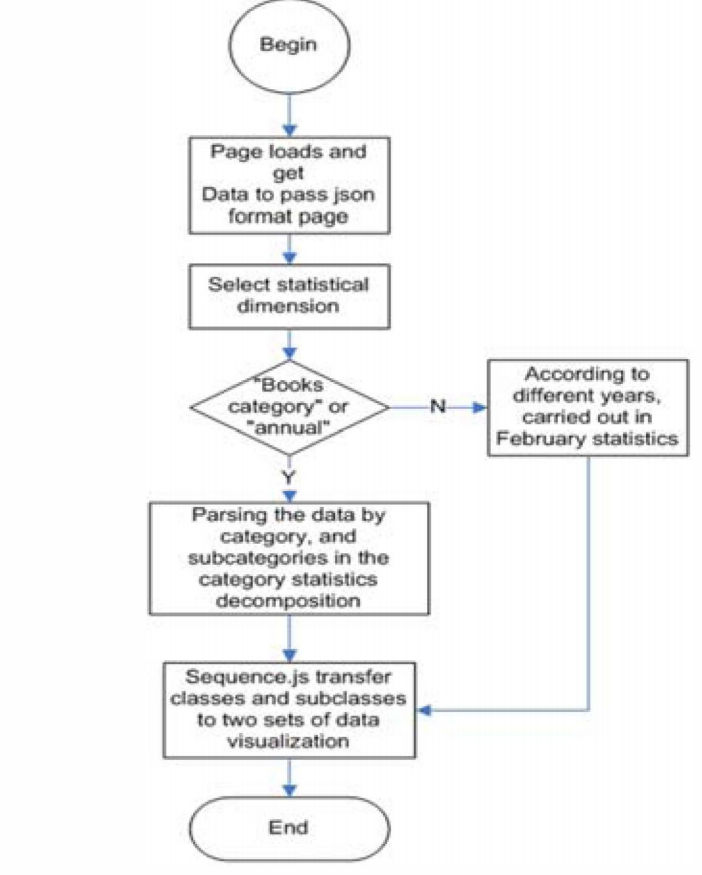 Begin
Page loads and
get
Data to pass json
format page
Select statistical
dimension
"Books
category" or
"annual"
N
According to
different years,
carried out in
February statistics
Y
Parsing the data by
category, and
subcategories in the
category statistics
decomposition
Sequence.js transfer
classes and subclasses
to two sets of data
visualization
End